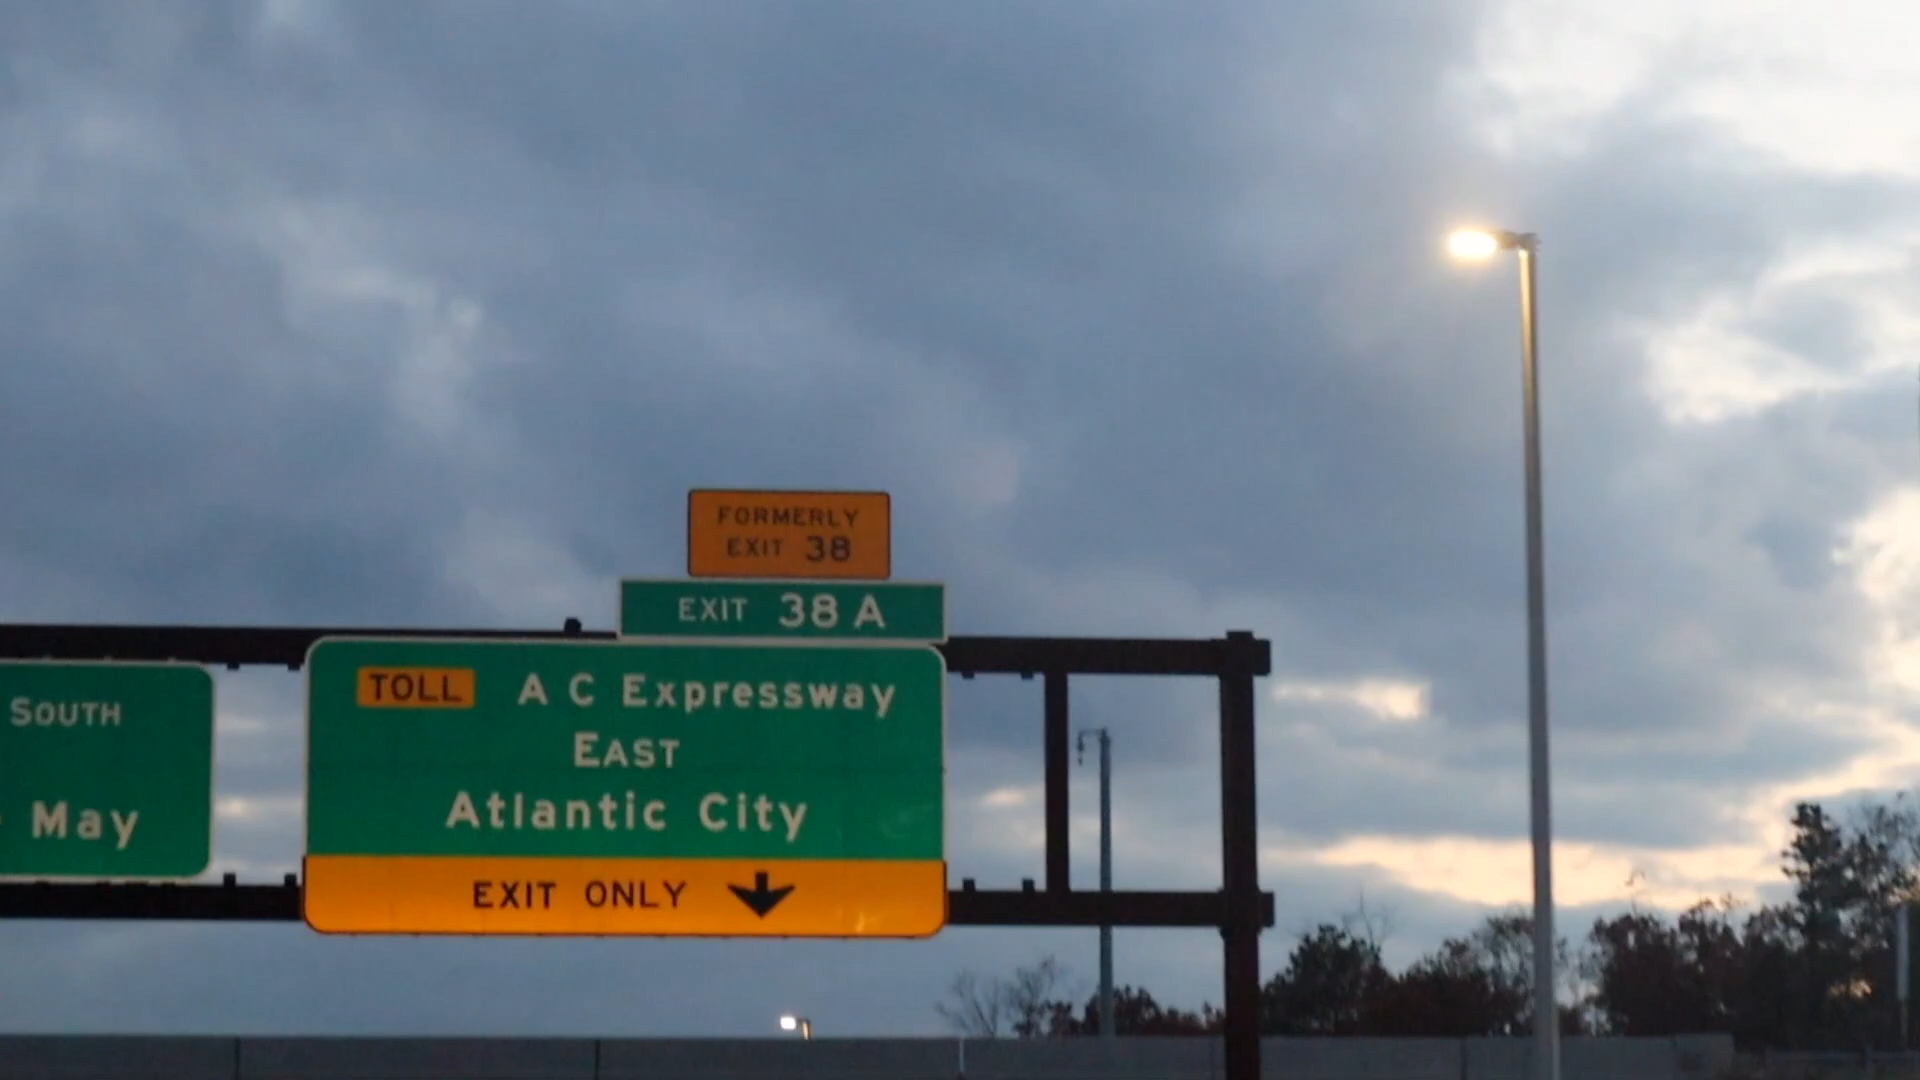 FORMERLY
EXIT 38
EXIT 38 A
SOUTH
May
TOLL A C Expressway
EAST
Atlantic City
EXIT ONLY